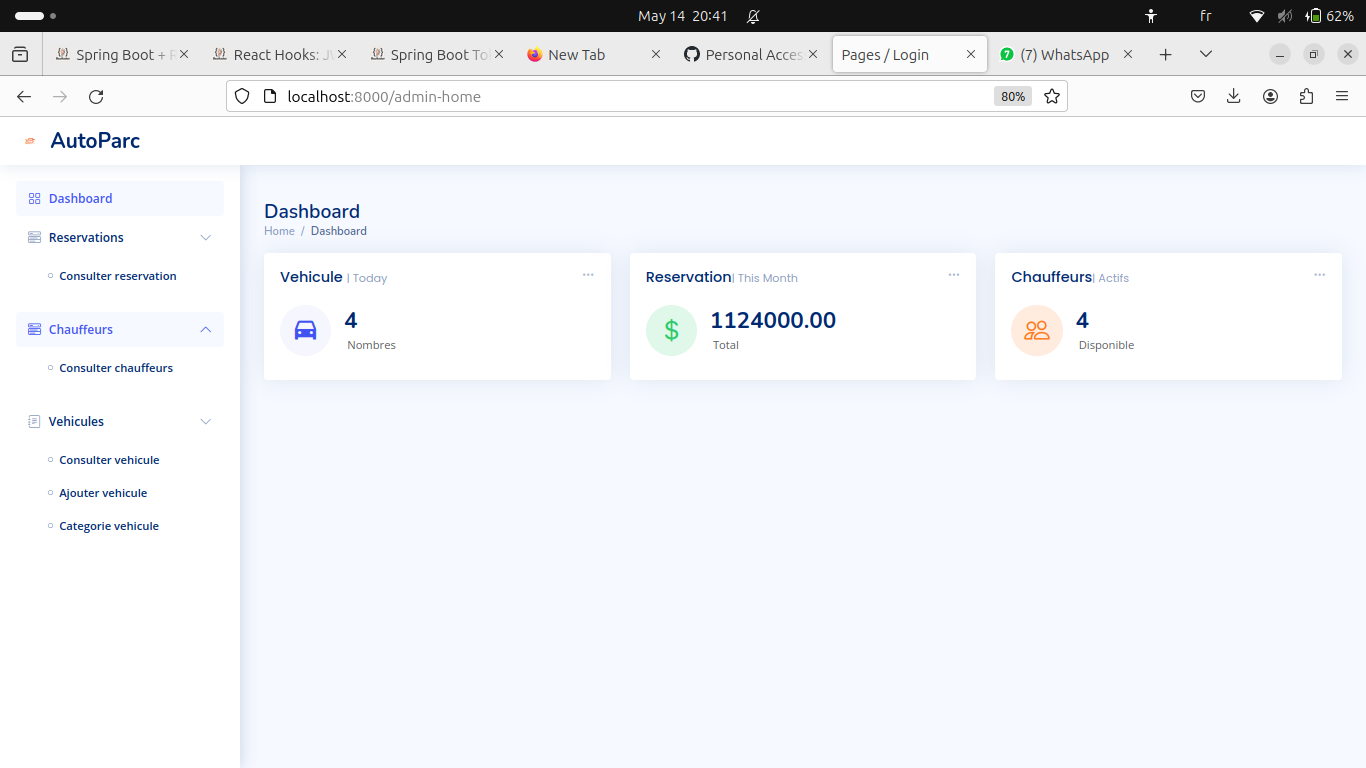 May 14 20:41
fr
62%
Spring Boot + R
React Hooks: J
Spring Boot To
New Tab
Personal Acces
Pages / Login
(7) WhatsApp
localhost:8000/admin-home
80%
AutoParc
Dashboard
Reservations
Consulter reservation
Chauffeurs
Consulter chauffeurs
Vehicules
Consulter vehicule
Ajouter vehicule
Categorie vehicule
Dashboard
Home / Dashboard
Vehicule | Today
4
Nombres
Reservation| This Month
$
1124000.00
Total
Chauffeurs| Actifs
4
Disponible